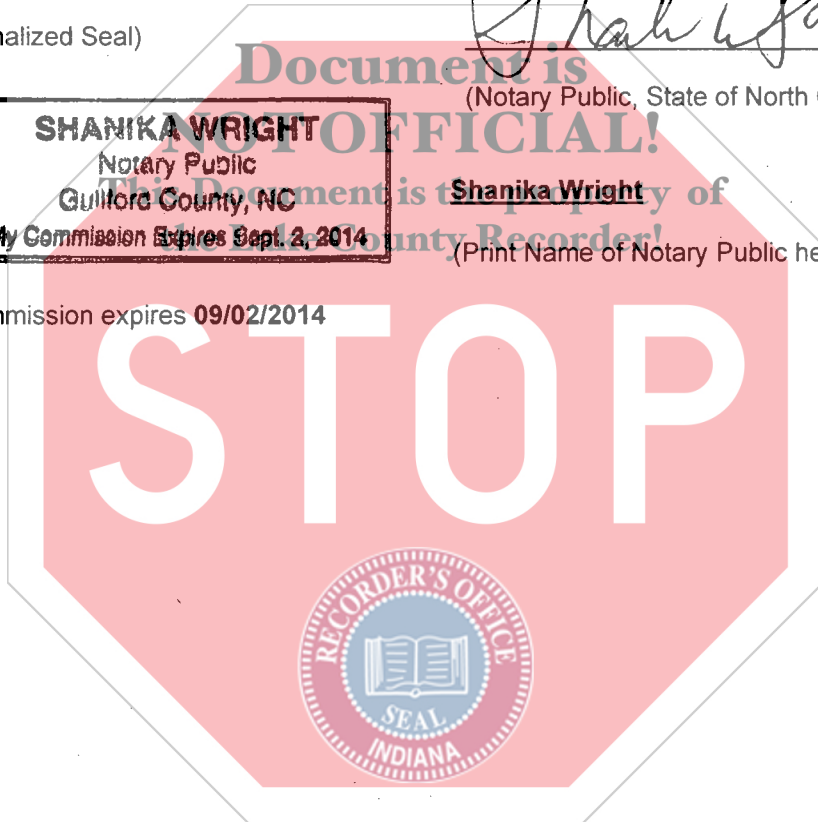 nalized Seal)
Document is
(Notary Public, State of North
SHANIKA WRIGHT
NOT OFFICIAL!
Notary Public
This Document is the property of
Guilford County, NC
Shanika Wright
the Lake County Recorder!
My Commission Expires Sept. 2, 2014
(Print Name of Notary Public he
mmission expires 09/02/2014
STOP
RECORDER'S OFFICE
SEAL
INDIANA